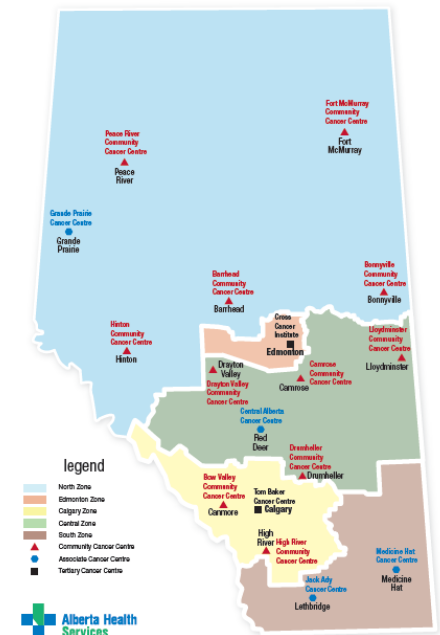 Fort McMurray
Commmunity
Cancer Centre
Fort
McMurray
Peace River
Community
Cancer Centre
Peace
River
Grande Prairie
Cancer Centre
Grande
Prairie
Bonnyville
Community
Cancer Centre
Bonnyville
Barrhead
Community
Cancer Centre
Barrhead
Cross
Cancer
Institute
Edmonton
Hinton
Community
Cancer Centre
Hinton
Lloydminster
Community
Cancer Centre
Lloydminster
Drayton
Valley
Drayton Valley
Community
Cancer Centre
Camrose
Community
Cancer Centre
Camrose
Central Alberta
Cancer Centre
Red
Deer
Drumheller
Community
Cancer Centre
Drumheller
Bow Valley
Community
Cancer Centre
Canmore
Tom Baker
Cancer Centre
Calgary
High
River
High River
Community
Cancer Centre
Medicine Hat
Cancer Centre
Medicine
Hat
Jack Ady
Cancer Centre
Lethbridge
legend
North Zone
Edmonton Zone
Calgary Zone
Central Zone
South Zone
Community Cancer Centre
Associate Cancer Centre
Tertiary Cancer Centre
Alberta Health
Services